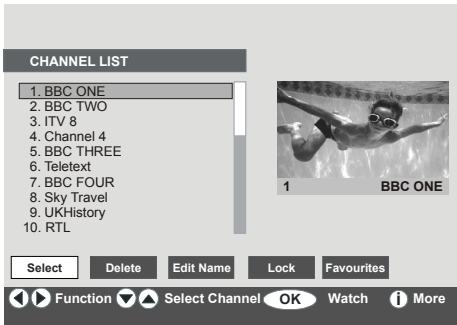 CHANNEL LIST
1. BBC ONE
2. BBC TWO
3. ITV 8
4. Channel 4
5. BBC THREE
6. Teletext
7. BBC FOUR
8. Sky Travel
9. UKHistory
10. RTL
1 BBC ONE
Select Delete Edit Name Lock Favourites
Function Select Channel OK Watch i More